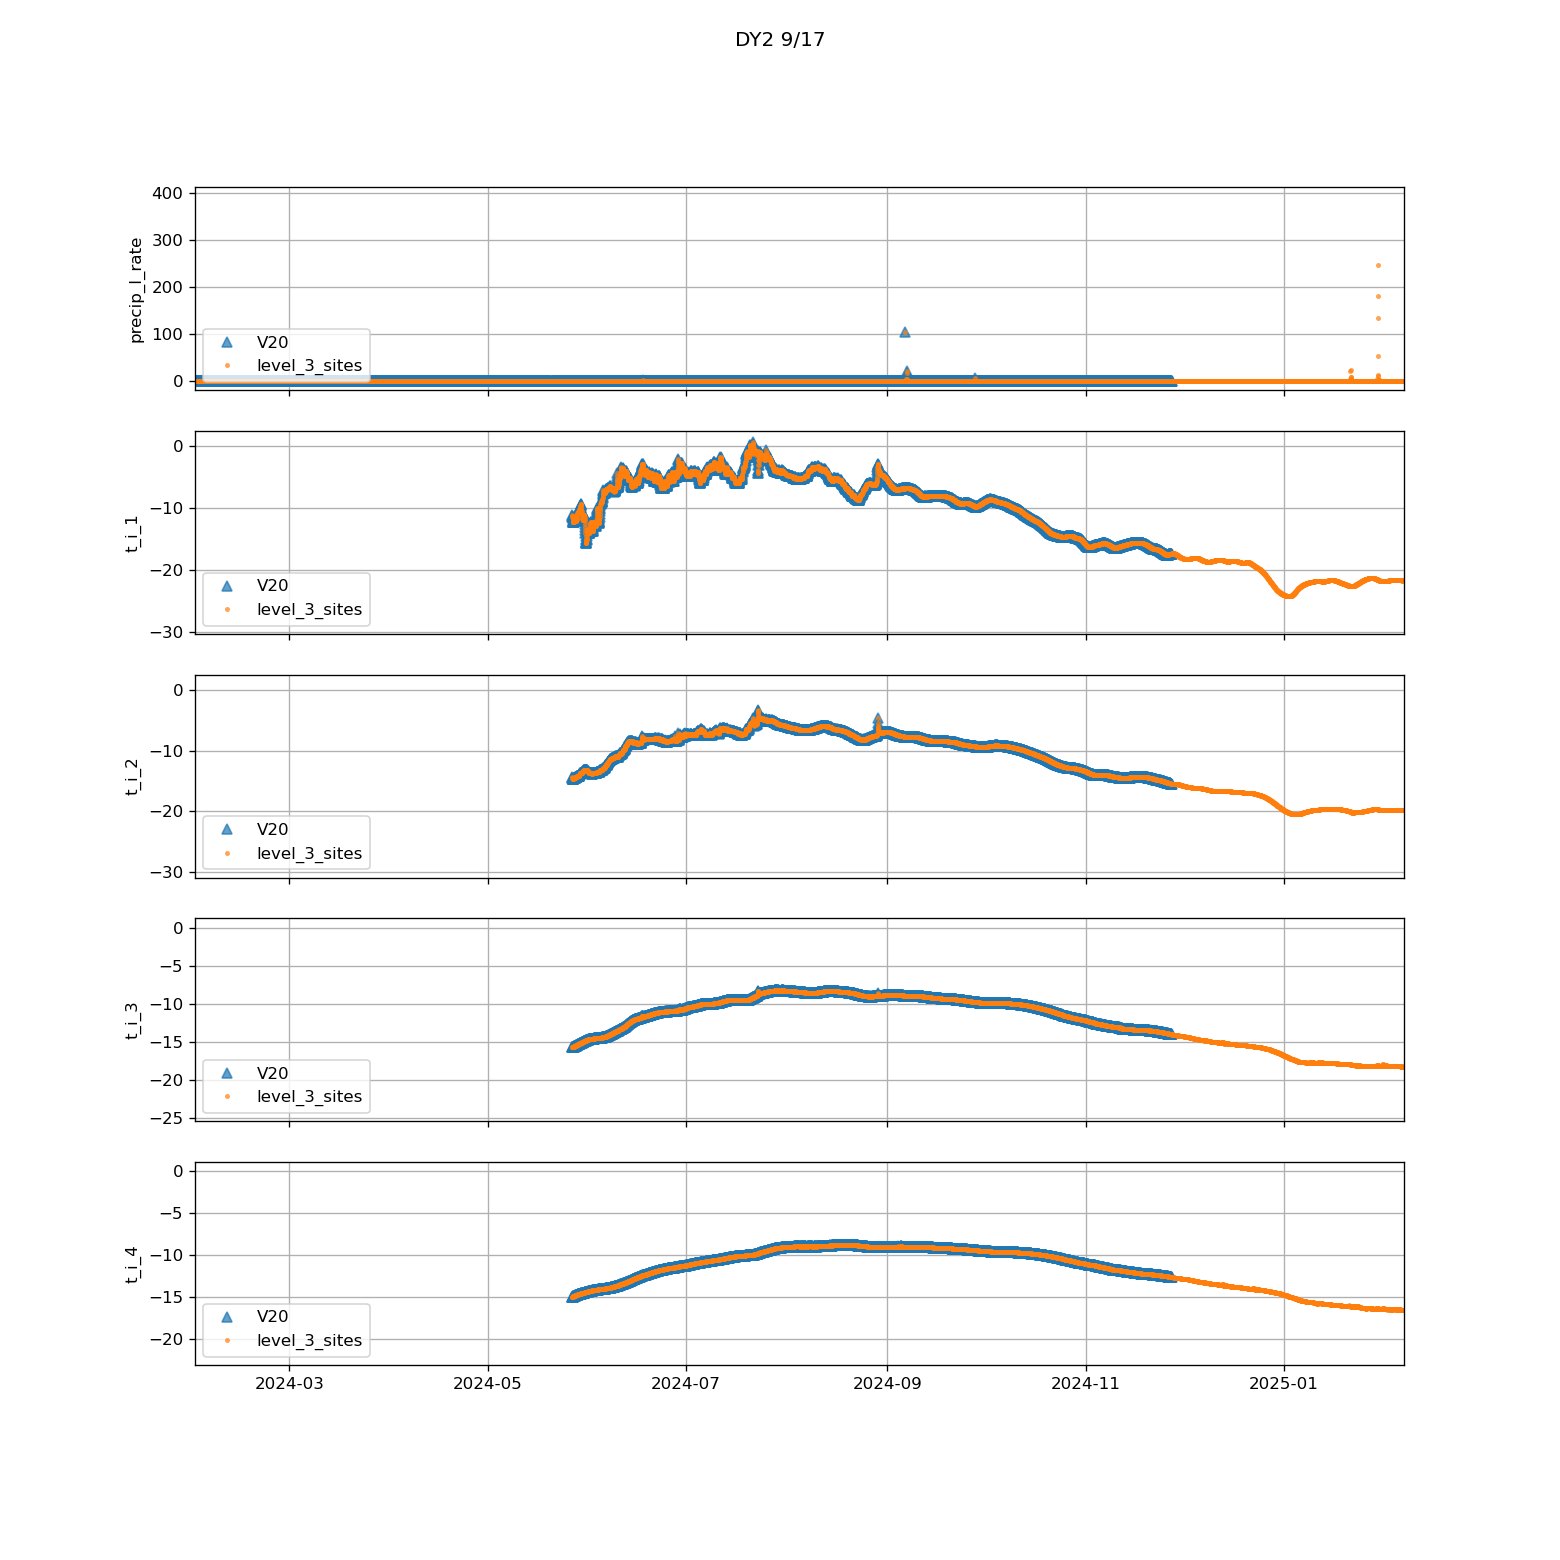 DY2 9/17
400
300
200
100
0
precip_l_rate
V20
level_3_sites
0
−10
−20
−30
t_i_1
V20
level_3_sites
0
−10
−20
−30
t_i_2
V20
level_3_sites
0
−5
−10
−15
−20
−25
t_i_3
V20
level_3_sites
0
−5
−10
−15
−20
t_i_4
V20
level_3_sites
2024-03 2024-05 2024-07 2024-09 2024-11 2025-01